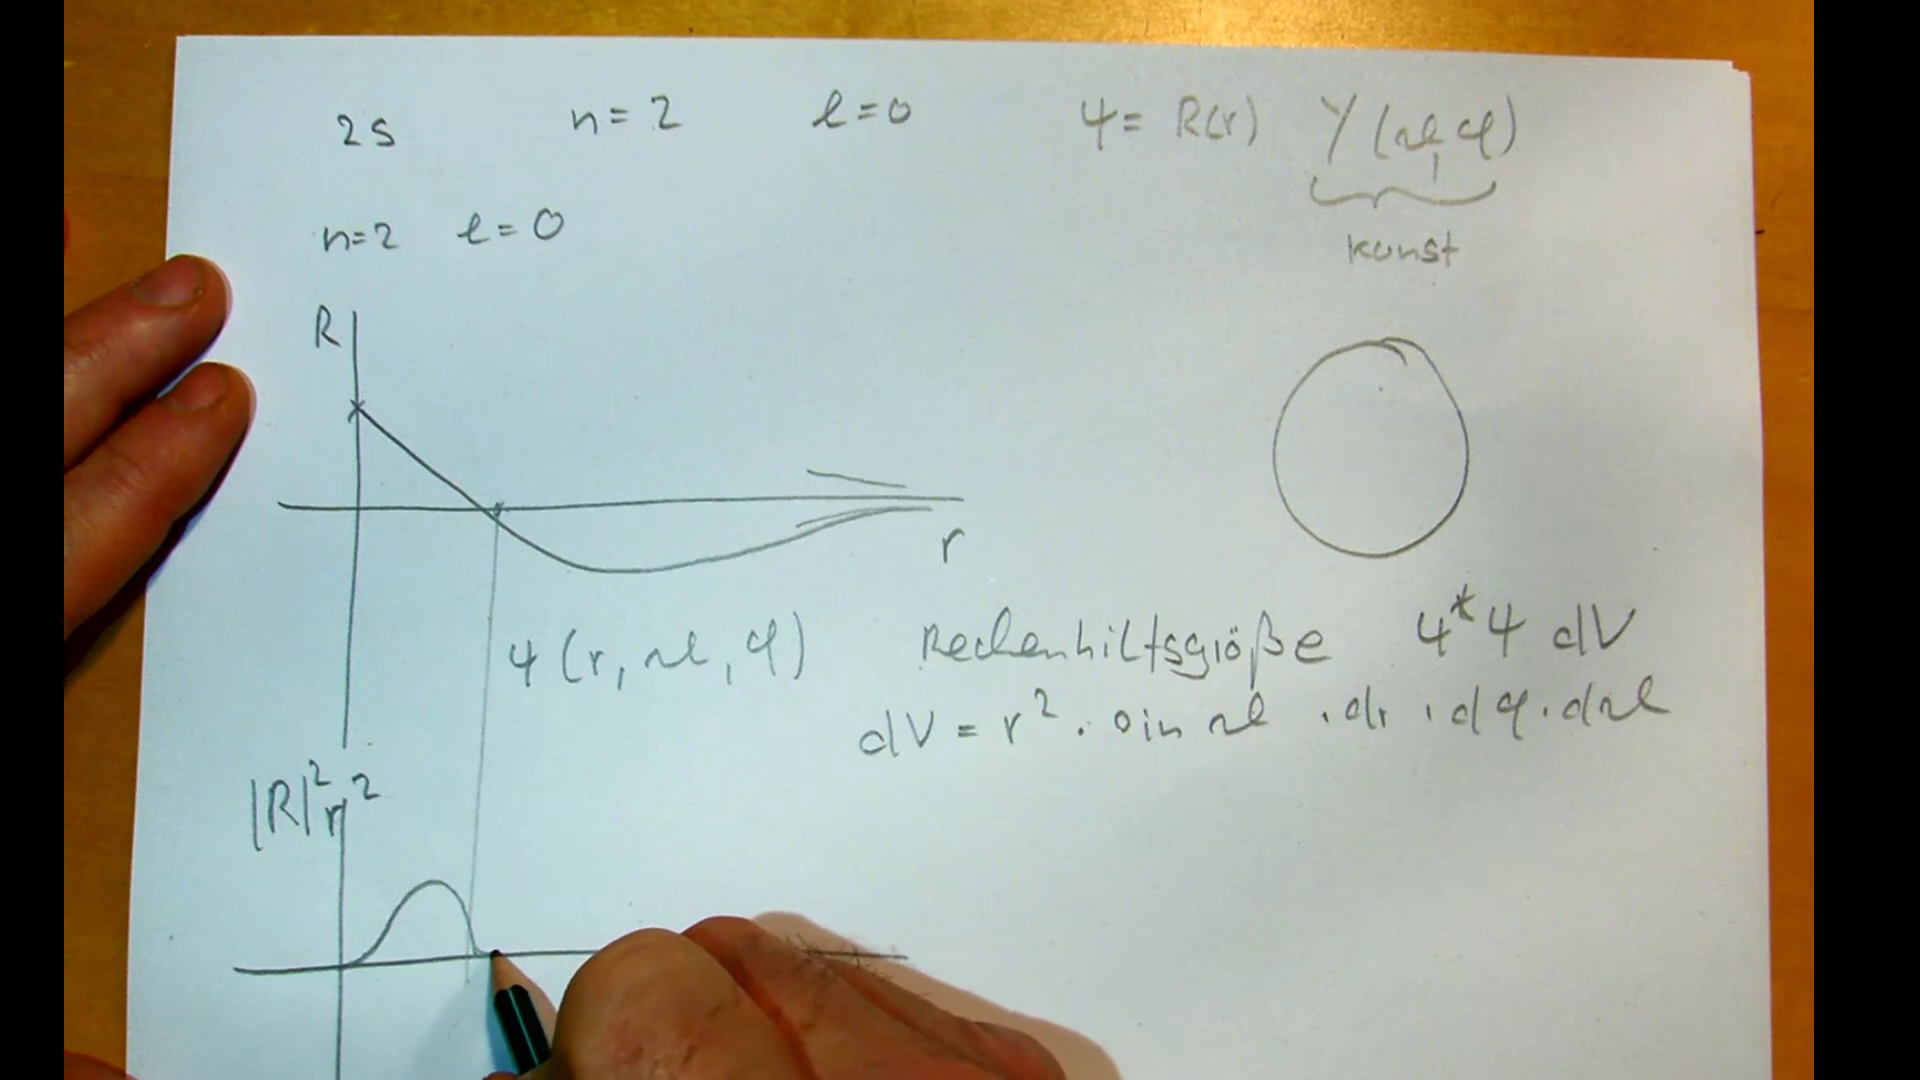 2s n=2 l=0 ψ= R(r) Y(ϑ,φ)
n=2 l=0
konst
R
r
ψ(r,ϑ,φ) Rechenhilfsgröße ψ*ψ dV
dV = r² · sin ϑ · dr · dφ · dϑ
|R|² r²